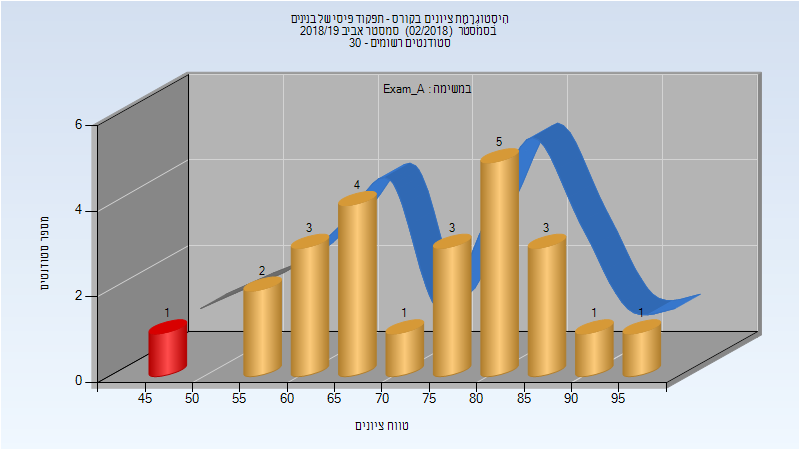 היסטוגרמת ציונים בקורס - תפקוד פיסי של בנינים
בסמסטר (02/2018) סמסטר אביב 2018/19
סטודנטים רשומים - 30
במשימה : Exam_A
מספר סטודנטים
6
4
2
0
1
2
3
4
1
3
5
3
1
1
45 50 55 60 65 70 75 80 85 90 95
טווח ציונים